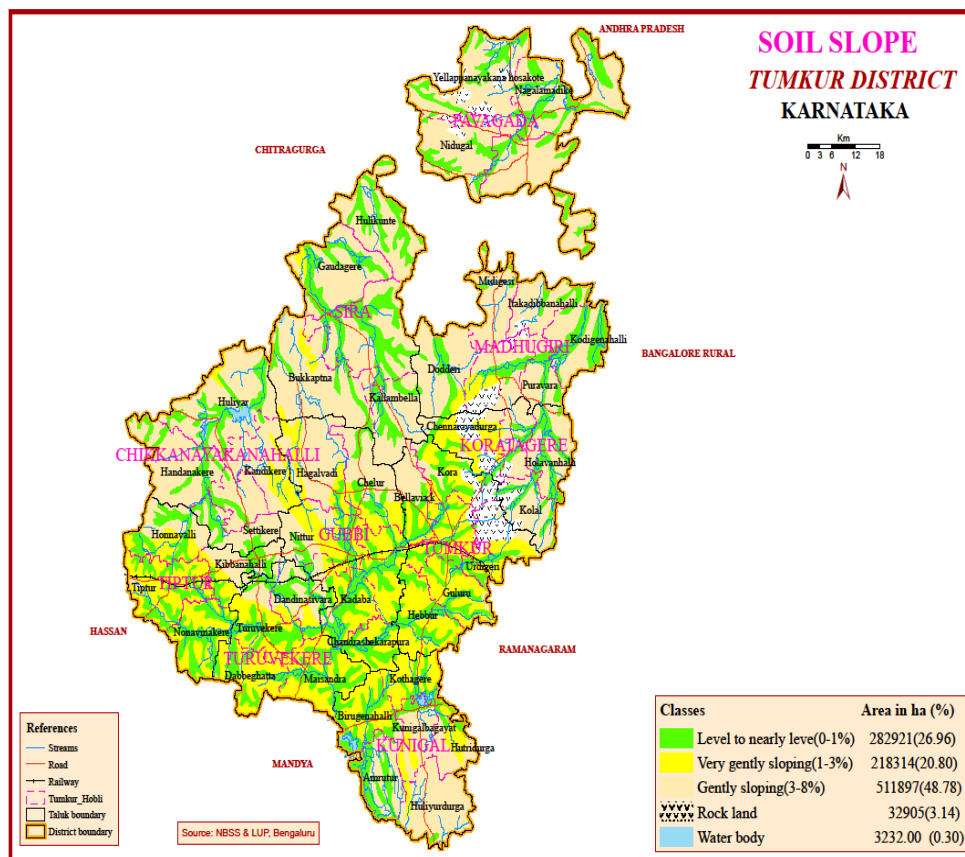 ANDHRA PRADESH
SOIL SLOPE
TUMKUR DISTRICT
KARNATAKA
Km
0 3 6 12 18
N
Yellappanayakana hosakote
Nagalamadike
PAVAGADA
Nidugal
CHITRAGURGA
Hulikunte
Gaudagere
Midigesi
Itakadibbanahalli
SIRA
Kodigenahalli
MADHUGIRI
BANGALORE RURAL
Dodderi
Bukkaptna
Puravara
Kallambella
Huliyar
Chennarayadurga
KORATAGERE
CHIKKANAYAKANAHALLI
Holavanhalli
Handanakere
Kandikere
Hagalvadi
Kora
Chelur
Bellavi
Kolal
Honnavalli
Settikere
Nittur
GUBBI
TUMKUR
Kibbanahalli
Urdigeri
Tiptur
TIPTUR
Dandinasivara
Kadaba
Guluru
Hebbur
HASSAN
Nonavinakere
Turuvekere
Chandrashekarapura
RAMANAGARAM
TURUVEKERE
Dabbeghatta
Maisandra
Kothagere
Birugenahalli
Kunigalbagayat
KUNIGAL
Hutridurga
MANDYA
Amrutur
Huliyurdurga
References
Streams
Road
Railway
Tumkur_Hobli
Taluk boundary
District boundary
Source: NBSS & LUP, Bengaluru
Classes Area in ha (%)
Level to nearly leve(0-1%) 282921(26.96)
Very gently sloping(1-3%) 218314(20.80)
Gently sloping(3-8%) 511897(48.78)
Rock land 32905(3.14)
Water body 3232.00 (0.30)